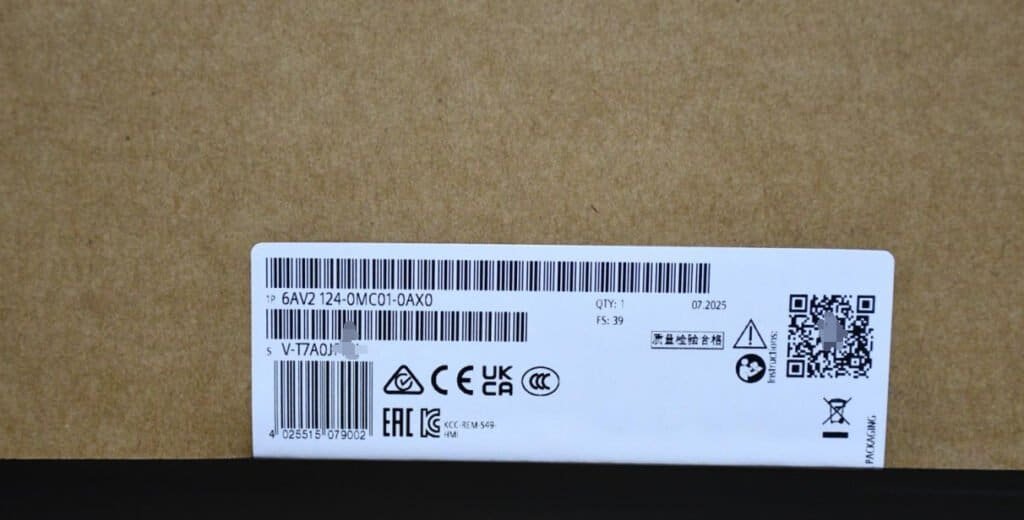 1P 6AV2 124-0MC01-0AX0
QTY: 1
07.2025
FS: 39
S V-T7A0J
质量检验合格
Instructions:
CE
UK
CA
CCC
EAC
KCC-REM-S49-
HMI
4 025515 079002
PACKAGING